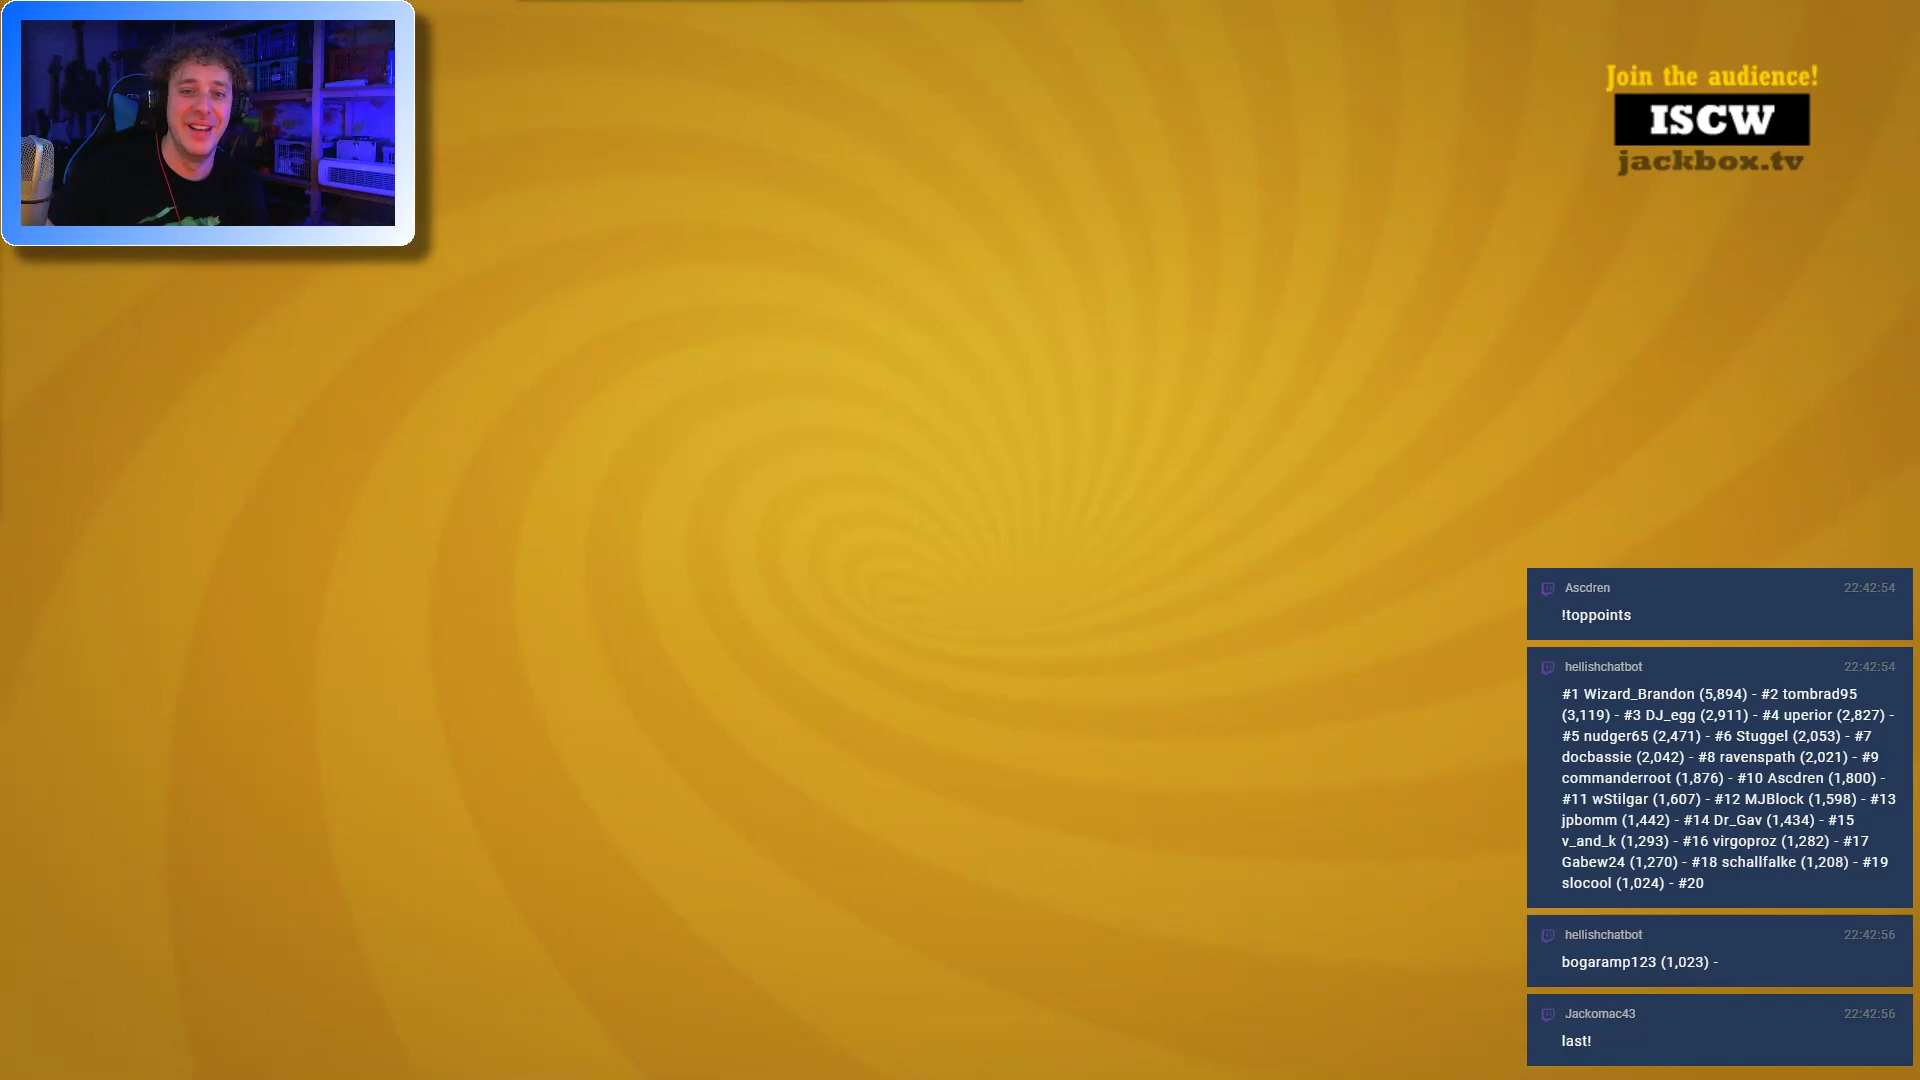 Join the audience!
ISCW
jackbox.tv
Ascdren 22:42:54
!toppoints
hellishchatbot 22:42:54
#1 Wizard_Brandon (5,894) - #2 tombrad95
(3,119) - #3 DJ_egg (2,911) - #4 uperior (2,827) -
#5 nudger65 (2,471) - #6 Stuggel (2,053) - #7
docbassie (2,042) - #8 ravenspath (2,021) - #9
commanderroot (1,876) - #10 Ascdren (1,800) -
#11 wStilgar (1,607) - #12 MJBlock (1,598) - #13
jpbomm (1,442) - #14 Dr_Gav (1,434) - #15
v_and_k (1,293) - #16 virgoproz (1,282) - #17
Gabew24 (1,270) - #18 schallfalke (1,208) - #19
slocool (1,024) - #20
hellishchatbot 22:42:56
bogaramp123 (1,023) -
Jackomac43 22:42:56
last!